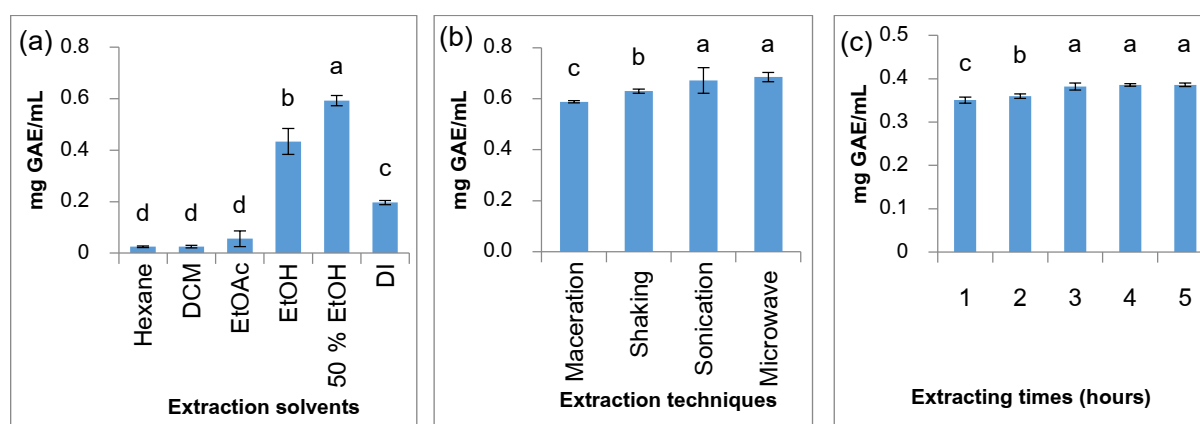 (a)
mg GAE/mL
0.8
0.6
0.4
0.2
0
d
d
d
b
a
c
Hexane
DCM
EtOAc
EtOH
50 % EtOH
DI
Extraction solvents
(b)
mg GAE/mL
0.8
0.6
0.4
0.2
0.0
c
b
a
a
Maceration
Shaking
Sonication
Microwave
Extraction techniques
(c)
mg GAE/mL
0.5
0.4
0.3
0.2
0.1
0
c
b
a
a
a
1
2
3
4
5
Extracting times (hours)